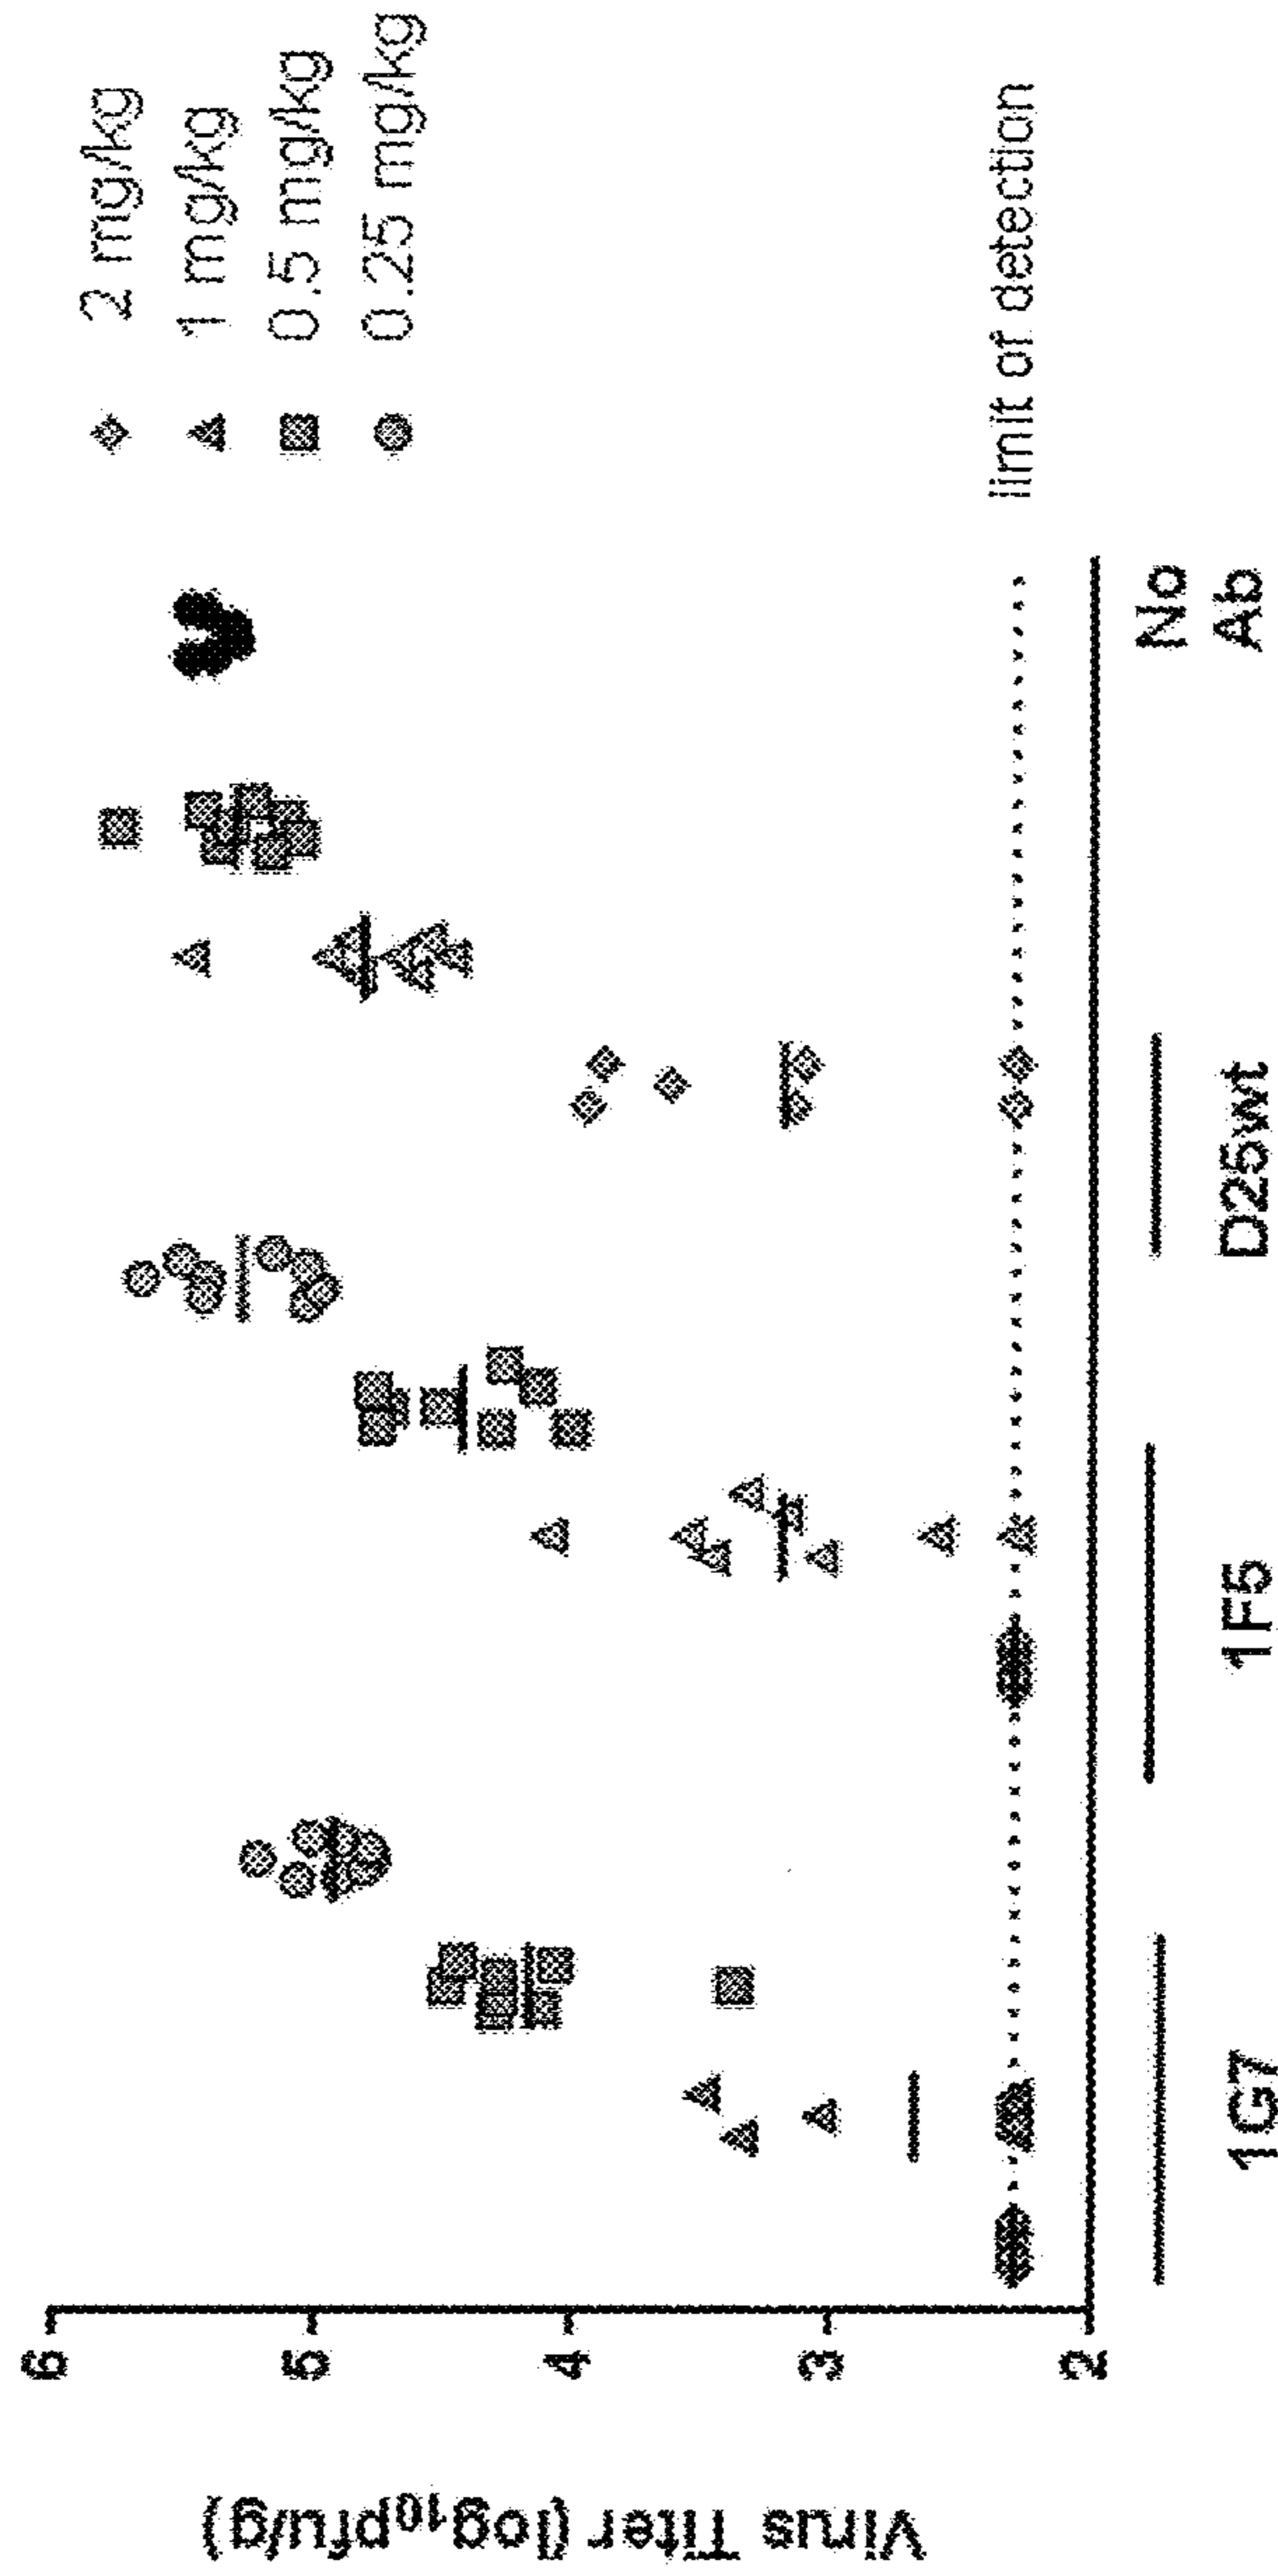 Virus Titer (log10pfu/g)
6
5
4
3
2
2 mg/kg
1 mg/kg
0.5 mg/kg
0.25 mg/kg
limit of detection
1G7
1F5
D25wt
No
Ab